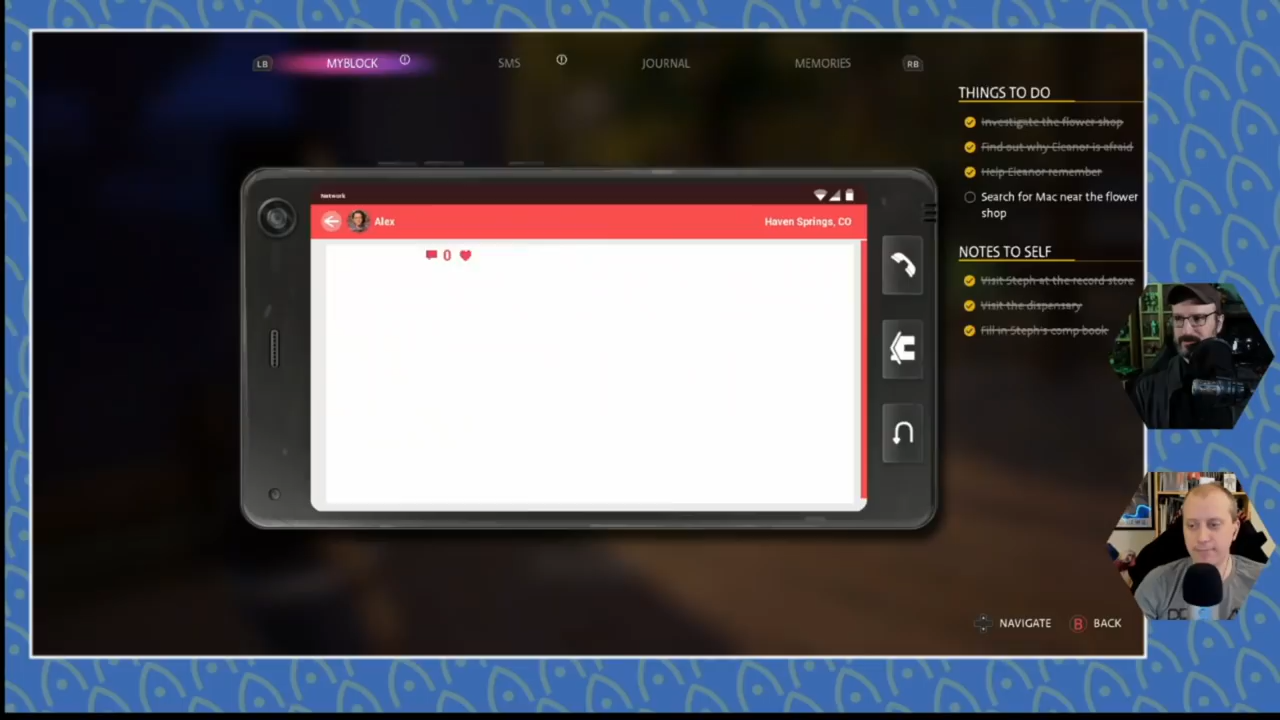 LB MYBLOCK SMS JOURNAL MEMORIES RB
THINGS TO DO
Investigate the flower shop
Find out why Eleanor is afraid
Help Eleanor remember
Search for Mac near the flower
shop
NOTES TO SELF
Visit Steph at the record store
Visit the dispensary
Fill in Steph's comp book
Network
Alex Haven Springs, CO
0
NAVIGATE B BACK